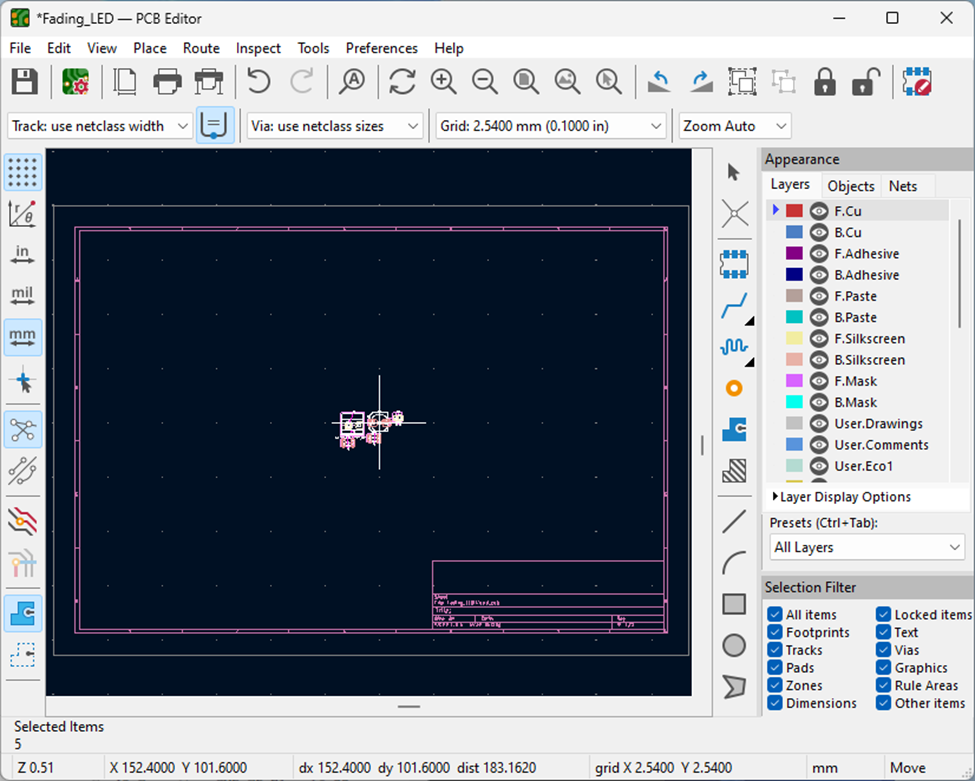 *Fading_LED — PCB Editor
File Edit View Place Route Inspect Tools Preferences Help
Track: use netclass width Via: use netclass sizes Grid: 2.5400 mm (0.1000 in) Zoom Auto
in
mil
mm
Appearance
Layers Objects Nets
F.Cu
B.Cu
F.Adhesive
B.Adhesive
F.Paste
B.Paste
F.Silkscreen
B.Silkscreen
F.Mask
B.Mask
User.Drawings
User.Comments
User.Eco1
Layer Display Options
Presets (Ctrl+Tab):
All Layers
Selection Filter
All items Locked items
Footprints Text
Tracks Vias
Pads Graphics
Zones Rule Areas
Dimensions Other items
Selected Items
5
Z 0.51 X 152.4000 Y 101.6000 dx 152.4000 dy 101.6000 dist 183.1620 grid X 2.5400 Y 2.5400 mm Move